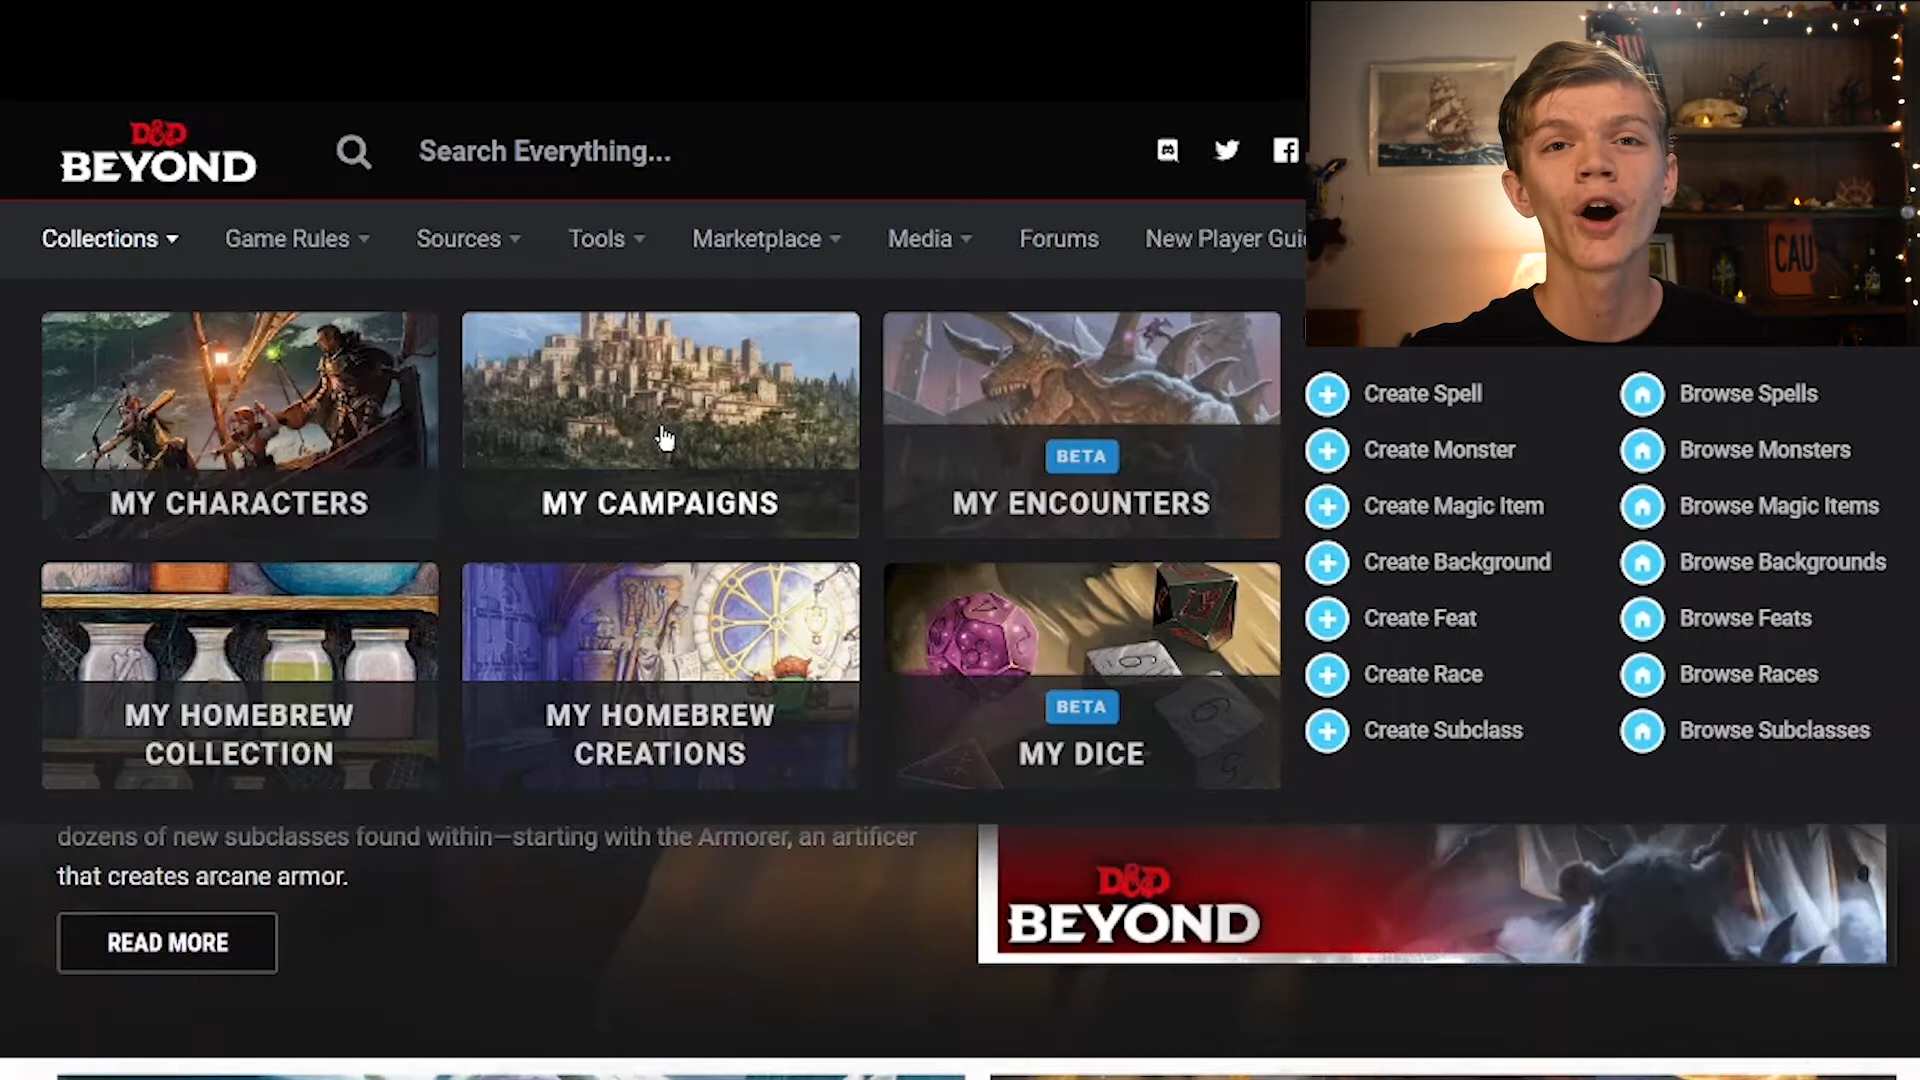 D&D
BEYOND
Search Everything...
Collections
Game Rules
Sources
Tools
Marketplace
Media
Forums
New Player Gui
CAU
MY CHARACTERS
MY CAMPAIGNS
BETA
MY ENCOUNTERS
MY HOMEBREW
COLLECTION
MY HOMEBREW
CREATIONS
BETA
MY DICE
Create Spell
Create Monster
Create Magic Item
Create Background
Create Feat
Create Race
Create Subclass
Browse Spells
Browse Monsters
Browse Magic Items
Browse Backgrounds
Browse Feats
Browse Races
Browse Subclasses
dozens of new subclasses found within—starting with the Armorer, an artificer
that creates arcane armor.
READ MORE
D&D
BEYOND